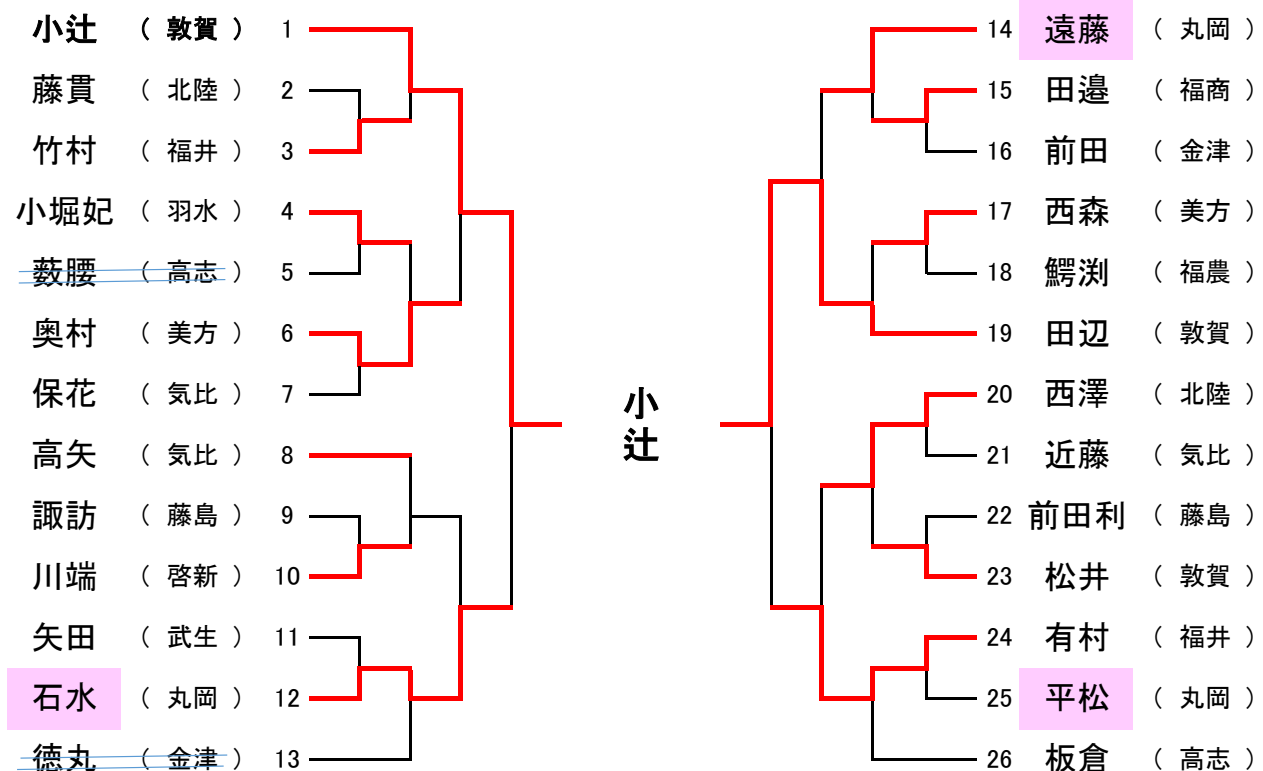 小辻 （ 敦賀 ） 1
藤貫 （ 北陸 ） 2
竹村 （ 福井 ） 3
小堀妃 （ 羽水 ） 4
薮腰 （ 高志 ） 5
奥村 （ 美方 ） 6
保花 （ 気比 ） 7
高矢 （ 気比 ） 8
諏訪 （ 藤島 ） 9
川端 （ 啓新 ） 10
矢田 （ 武生 ） 11
石水 （ 丸岡 ） 12
徳丸 （ 金津 ） 13
小辻
14 遠藤 （ 丸岡 ）
15 田邉 （ 福商 ）
16 前田 （ 金津 ）
17 西森 （ 美方 ）
18 鰐渕 （ 福農 ）
19 田辺 （ 敦賀 ）
20 西澤 （ 北陸 ）
21 近藤 （ 気比 ）
22 前田利 （ 藤島 ）
23 松井 （ 敦賀 ）
24 有村 （ 福井 ）
25 平松 （ 丸岡 ）
26 板倉 （ 高志 ）